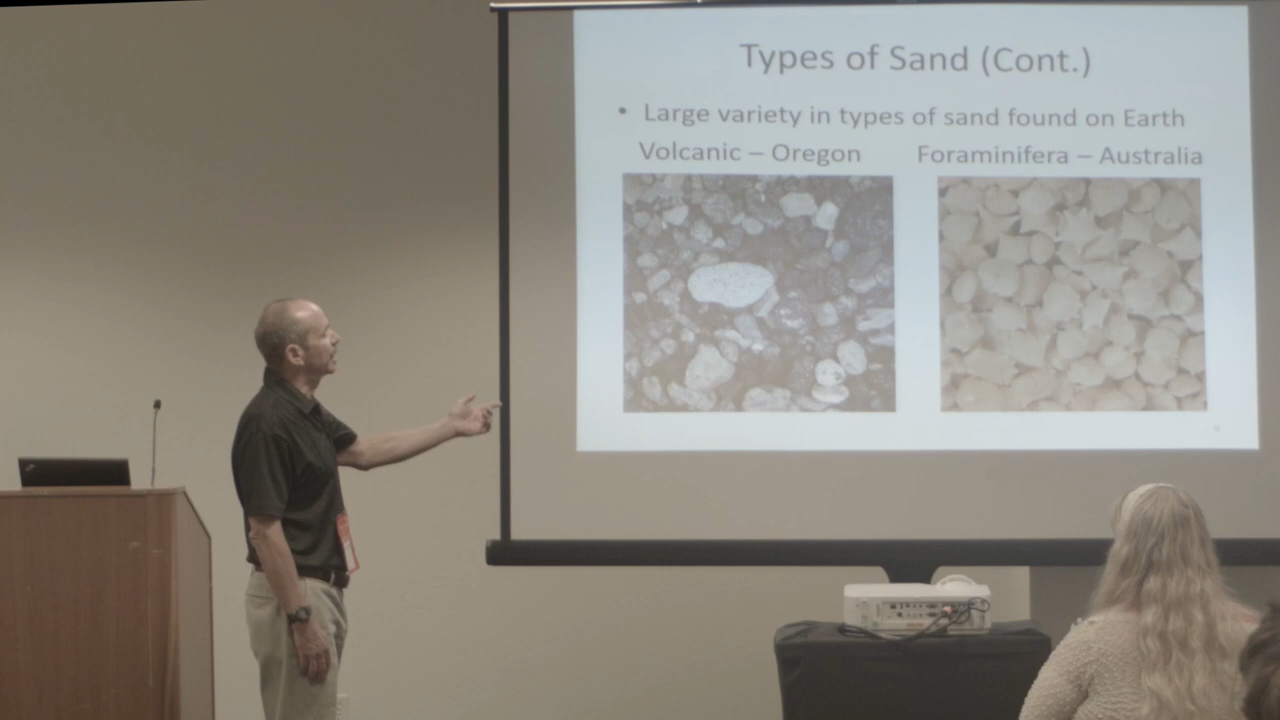 Types of Sand (Cont.)
• Large variety in types of sand found on Earth
Volcanic – Oregon
Foraminifera – Australia